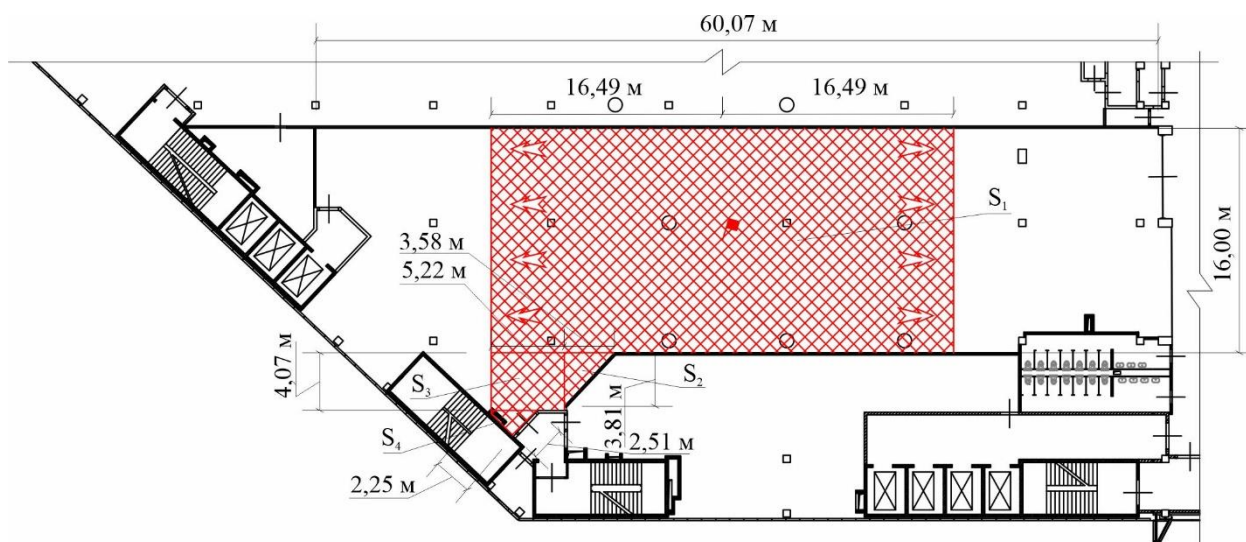 60,07 м
16,49 м
16,49 м
S₁
3,58 м
5,22 м
16,00 м
4,07 м
S₃
S₂
S₄
3,81 м
2,51 м
2,25 м